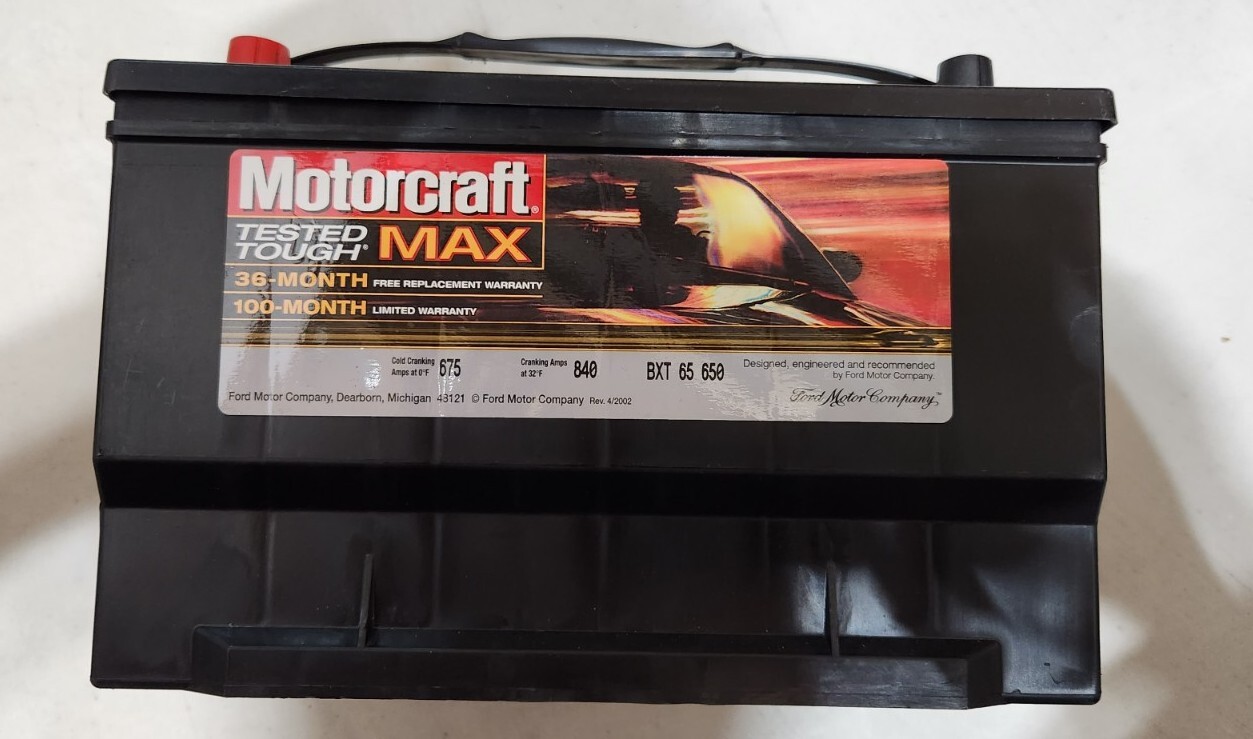 Motorcraft®
TESTED TOUGH® MAX
36-MONTH FREE REPLACEMENT WARRANTY
100-MONTH LIMITED WARRANTY
Cold Cranking Amps at 0°F 675
Cranking Amps at 32°F 840
BXT 65 650
Designed, engineered and recommended
by Ford Motor Company.
Ford Motor Company, Dearborn, Michigan 48121 © Ford Motor Company Rev. 4/2002
Ford Motor Company™